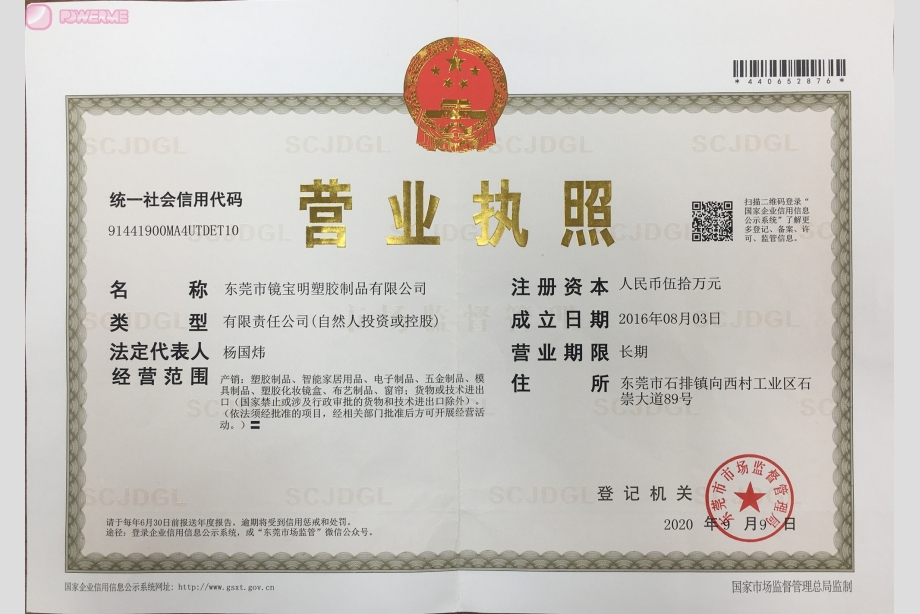 POWERME
*440652876*
SCJDGL SCJDGL SCJDGL SCJDGL
统一社会信用代码
91441900MA4UTDET10
营业执照
扫描二维码登录“
国家企业信用信息
公示系统”了解更
多登记、备案、许
可、监管信息。
名称 东莞市镜宝明塑胶制品有限公司
类型 有限责任公司(自然人投资或控股)
法定代表人 杨国炜
经营范围 产销：塑胶制品、智能家居用品、电子制品、五金制品、模
具制品、塑胶化妆镜盒、布艺制品、窗帘；货物或技术进出
口（国家禁止或涉及行政审批的货物和技术进出口除外）。
（依法须经批准的项目，经相关部门批准后方可开展经营活
动。）
注册资本 人民币伍拾万元
成立日期 2016年08月03日
营业期限 长期
住所 东莞市石排镇向西村工业区石
崇大道89号
SCJDGL SCJDGL SCJDGL SCJDGL
登记机关
东莞市市场监督管理局
2020 年 9 月 9 日
请于每年6月30日前报送年度报告，逾期将受到信用惩戒和处罚。
途径：登录企业信用信息公示系统，或“东莞市场监管”微信公众号。
国家企业信用信息公示系统网址：http://www.gsxt.gov.cn
国家市场监督管理总局监制